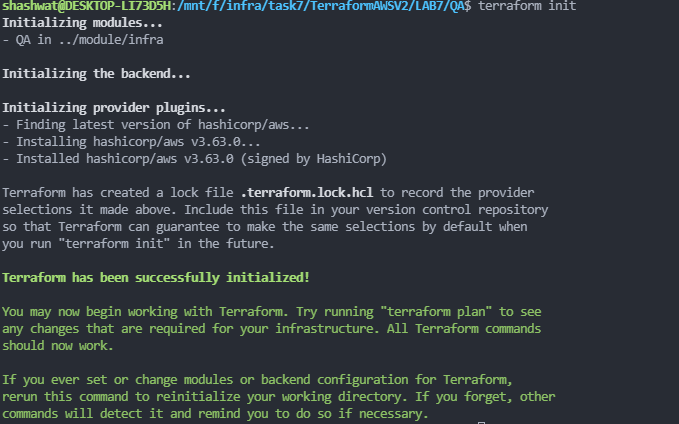 shashwat@DESKTOP-LI73D5H:/mnt/f/infra/task7/TerraformAWSV2/LAB7/QA$ terraform init
Initializing modules...
- QA in ../module/infra
Initializing the backend...
Initializing provider plugins...
- Finding latest version of hashicorp/aws...
- Installing hashicorp/aws v3.63.0...
- Installed hashicorp/aws v3.63.0 (signed by HashiCorp)
Terraform has created a lock file .terraform.lock.hcl to record the provider
selections it made above. Include this file in your version control repository
so that Terraform can guarantee to make the same selections by default when
you run "terraform init" in the future.
Terraform has been successfully initialized!
You may now begin working with Terraform. Try running "terraform plan" to see
any changes that are required for your infrastructure. All Terraform commands
should now work.
If you ever set or change modules or backend configuration for Terraform,
rerun this command to reinitialize your working directory. If you forget, other
commands will detect it and remind you to do so if necessary.